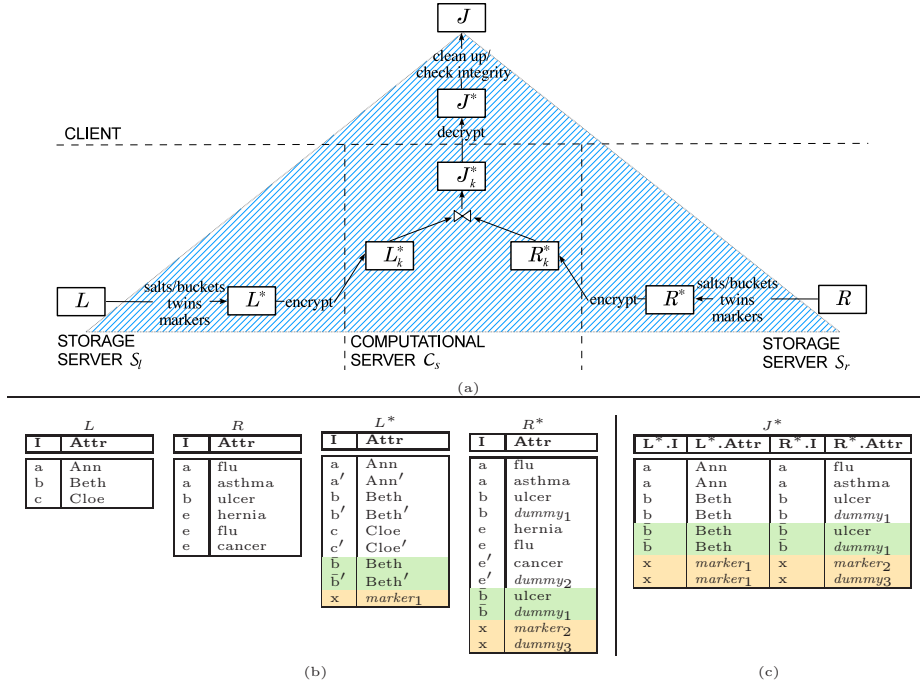 J
clean up/
check integrity
J*
CLIENT
decrypt
J*k
L*k
R*k
L
salts/buckets
twins
markers
L*
encrypt
encrypt
R*
salts/buckets
twins
markers
R
STORAGE
SERVER Sl
COMPUTATIONAL
SERVER Cs
STORAGE
SERVER Sr
(a)
L
I Attr
a Ann
b Beth
c Cloe
R
I Attr
a flu
a asthma
b ulcer
e hernia
e flu
e cancer
L*
I Attr
a Ann
a′ Ann′
b Beth
b′ Beth′
c Cloe
c′ Cloe′
b̄ Beth
b̄′ Beth′
x marker1
R*
I Attr
a flu
a asthma
b ulcer
b dummy1
e hernia
e flu
e′ cancer
e′ dummy2
b̄ ulcer
b̄ dummy1
x marker2
x dummy3
(b)
J*
L*.I L*.Attr R*.I R*.Attr
a Ann a flu
a Ann a asthma
b Beth b ulcer
b Beth b dummy1
b̄ Beth b̄ ulcer
b̄ Beth b̄ dummy1
x marker1 x marker2
x marker1 x dummy3
(c)